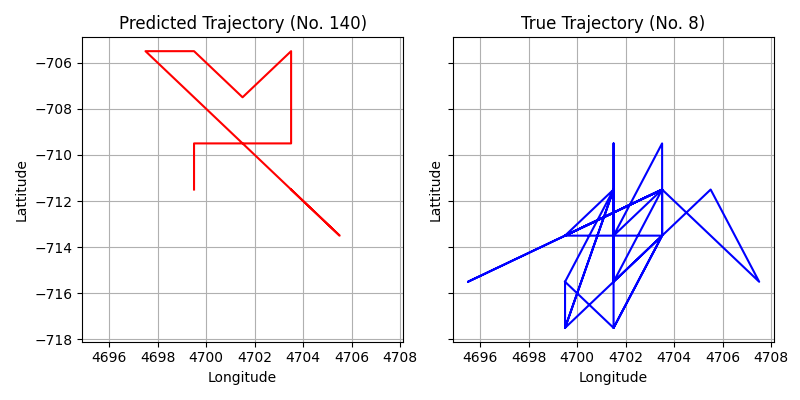 Predicted Trajectory (No. 140)
True Trajectory (No. 8)
−706
−708
−710
−712
−714
−716
−718
Lattitude
Lattitude
4696 4698 4700 4702 4704 4706 4708
4696 4698 4700 4702 4704 4706 4708
Longitude
Longitude